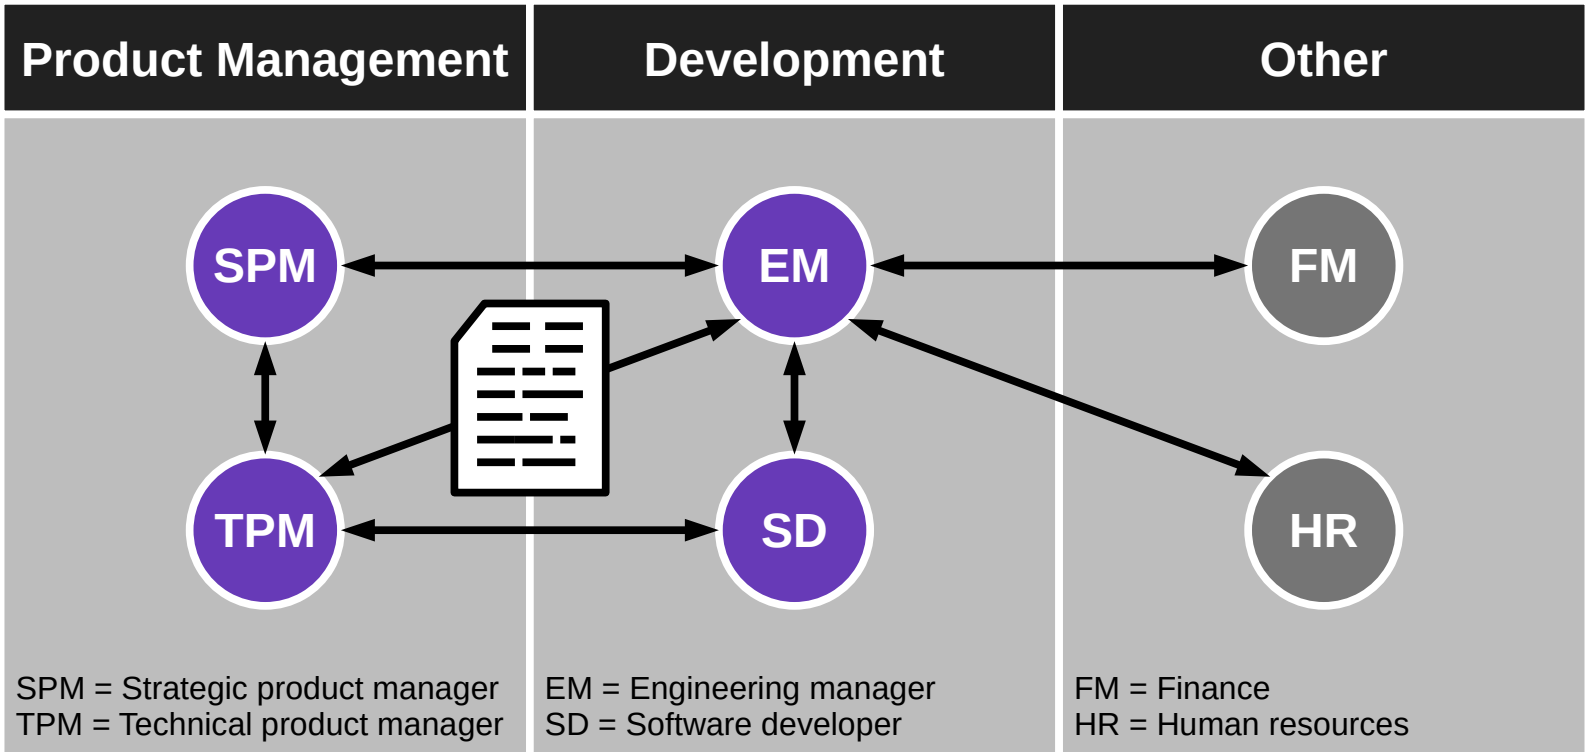 Product Management
Development
Other
SPM
EM
FM
TPM
SD
HR
SPM = Strategic product manager
TPM = Technical product manager
EM = Engineering manager
SD = Software developer
FM = Finance
HR = Human resources